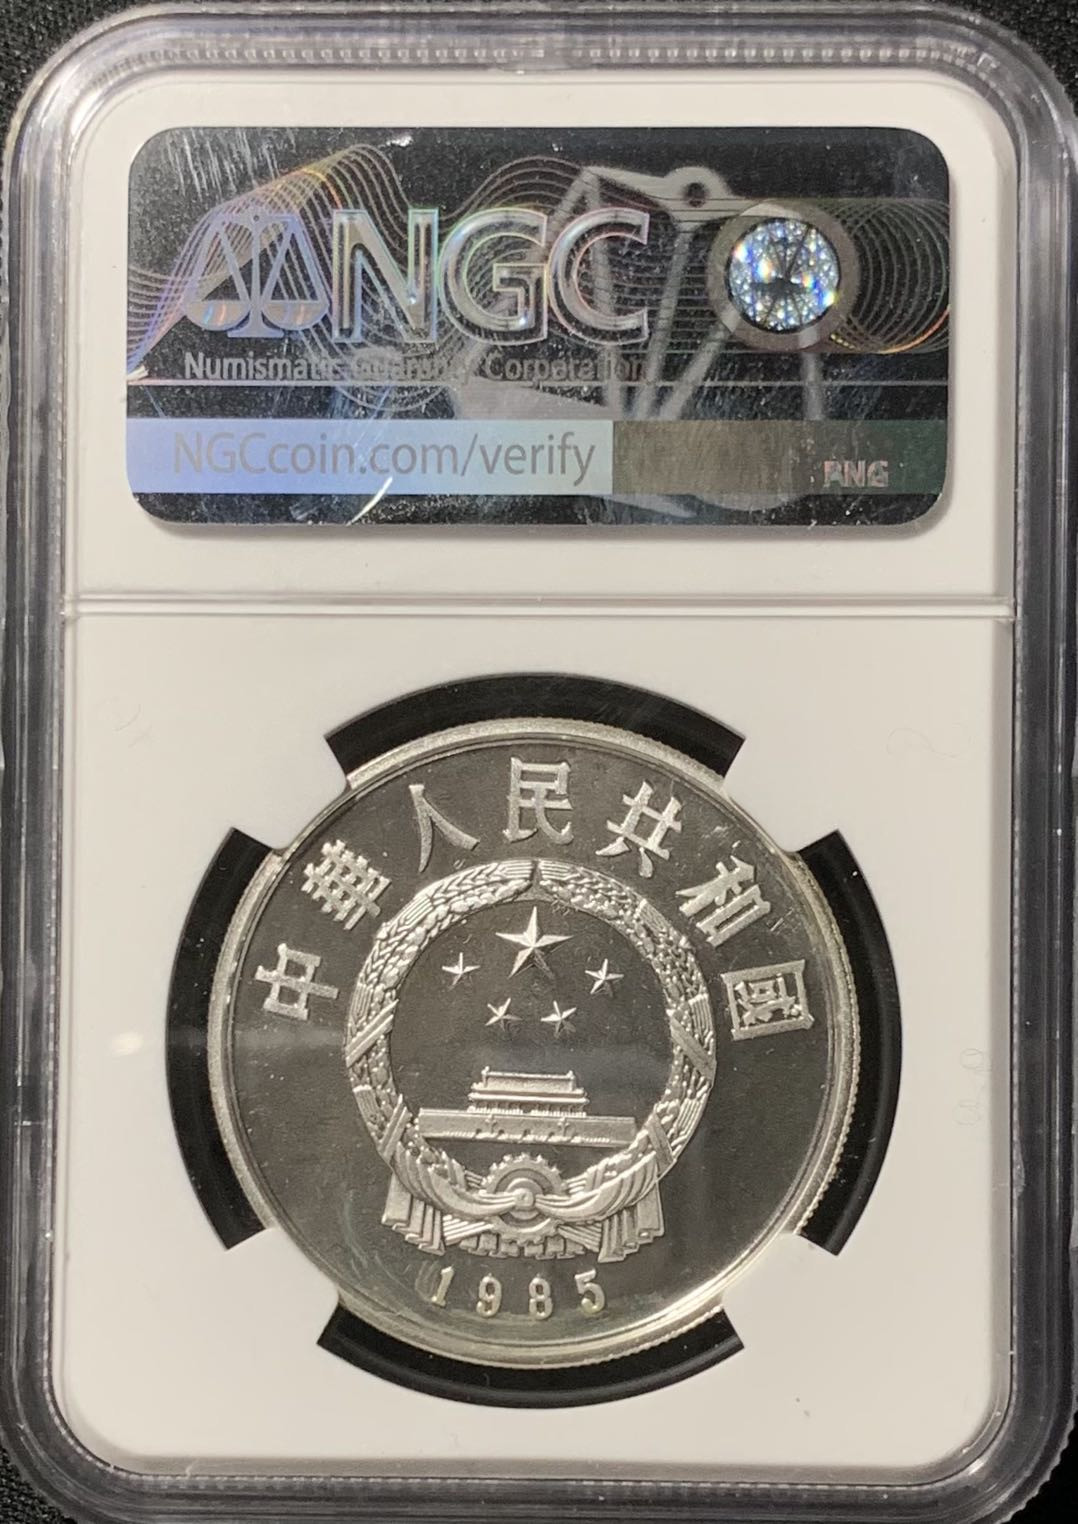 NGC
Numismatic Guaranty Corporation
NGCcoin.com/verify
PNG
中華人民共和國
1985